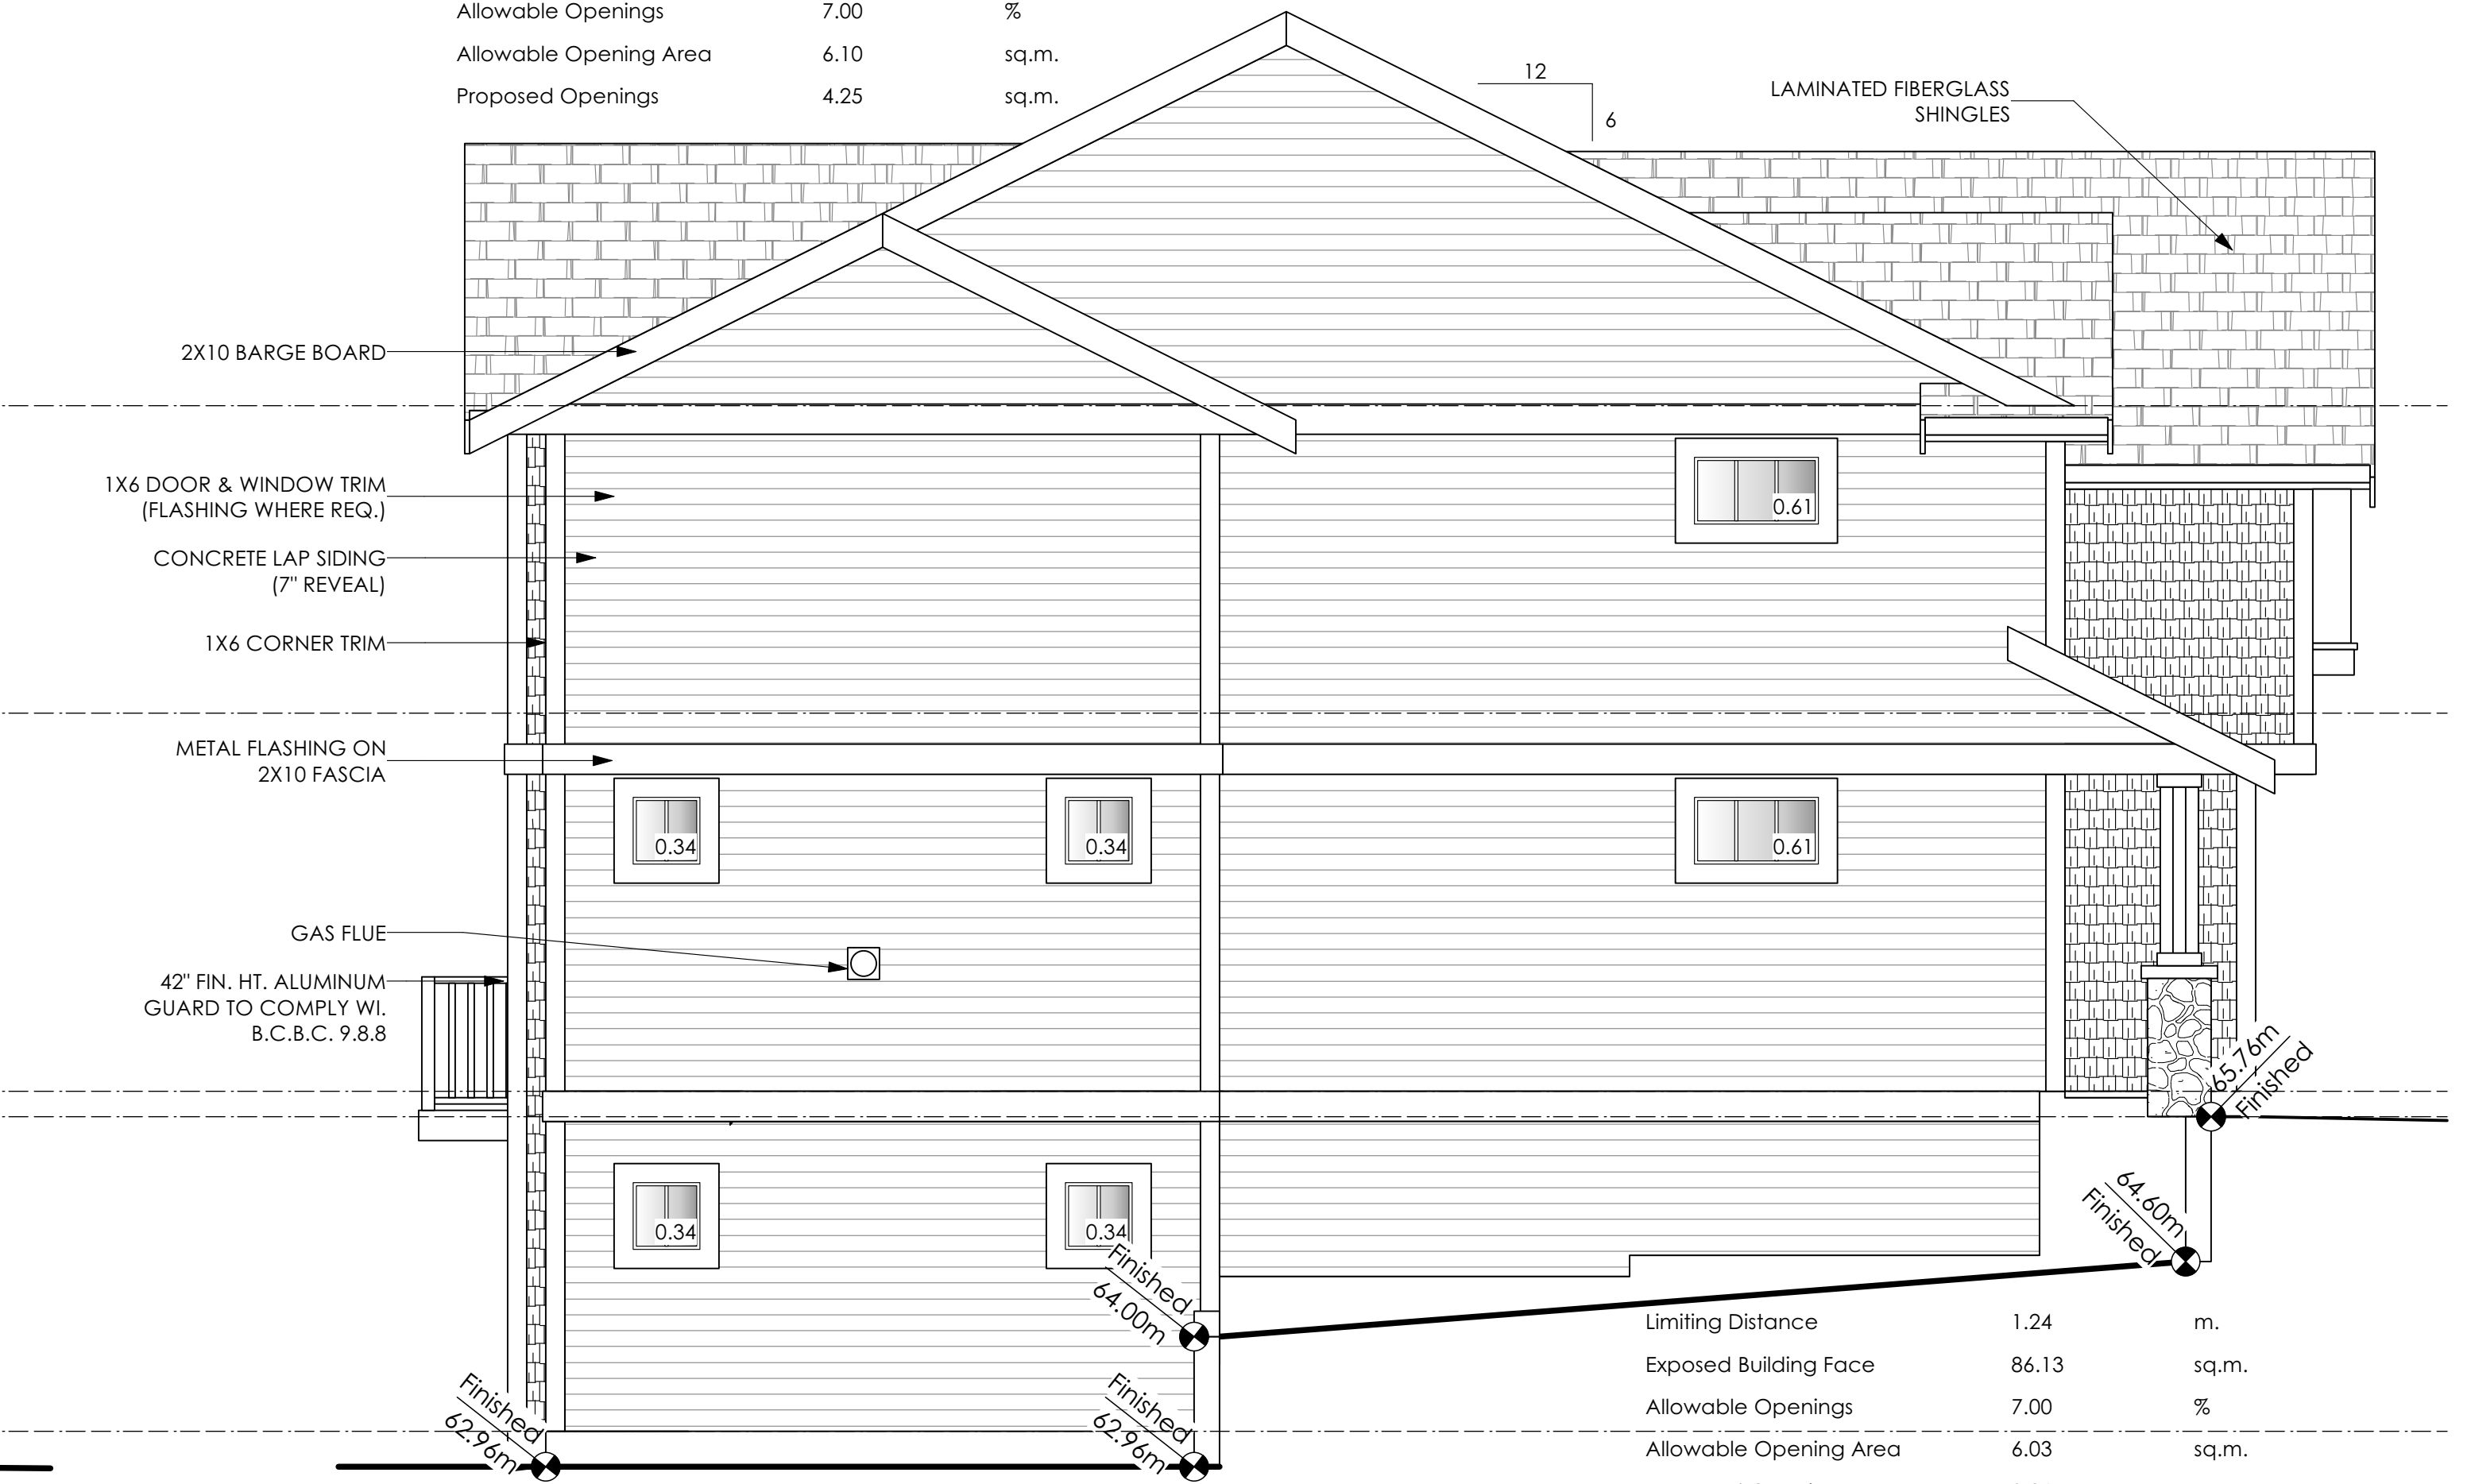 Allowable Openings 7.00 %
Allowable Opening Area 6.10 sq.m.
Proposed Openings 4.25 sq.m.
12
6
LAMINATED FIBERGLASS
SHINGLES
2X10 BARGE BOARD
1X6 DOOR & WINDOW TRIM
(FLASHING WHERE REQ.)
CONCRETE LAP SIDING
(7" REVEAL)
1X6 CORNER TRIM
METAL FLASHING ON
2X10 FASCIA
GAS FLUE
42" FIN. HT. ALUMINUM
GUARD TO COMPLY WI.
B.C.B.C. 9.8.8
0.61
0.34
0.34
0.61
0.34
0.34
65.76m
Finished
64.60m
Finished
Finished
64.00m
Finished
62.96m
Finished
62.96m
Limiting Distance 1.24 m.
Exposed Building Face 86.13 sq.m.
Allowable Openings 7.00 %
Allowable Opening Area 6.03 sq.m.